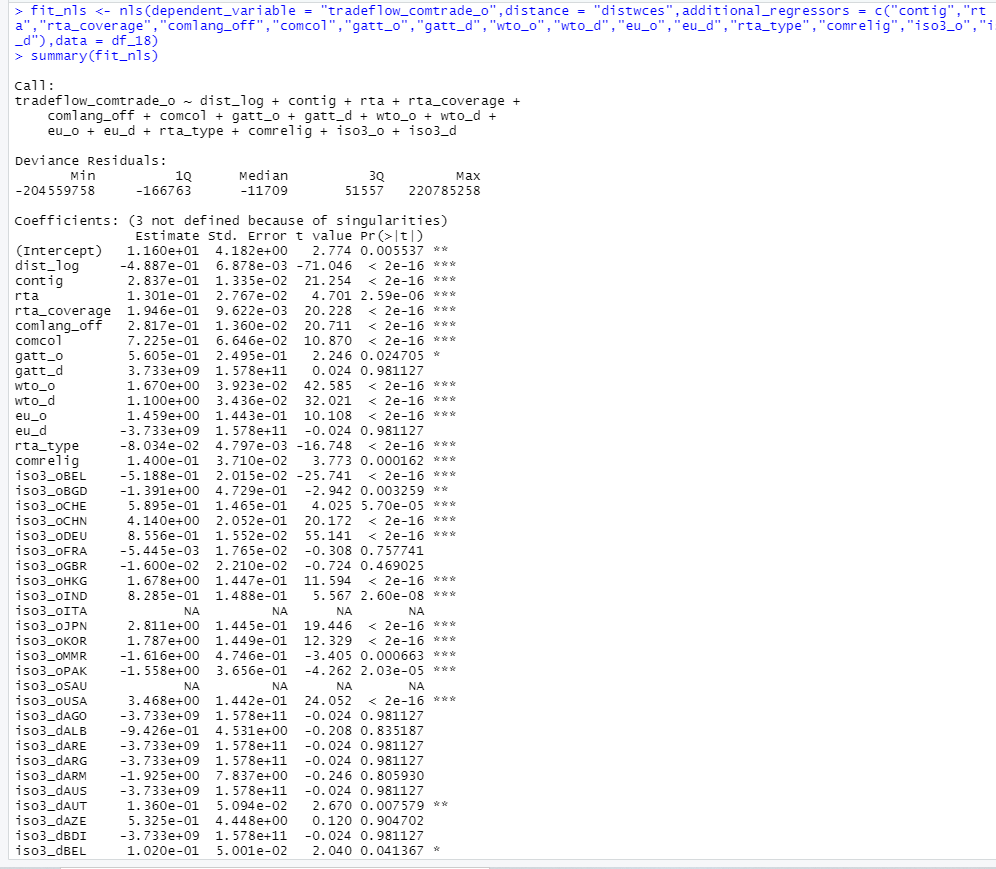 > fit_nls <- nls(dependent_variable = "tradeflow_comtrade_o",distance = "distwces",additional_regressors = c("contig","rt
a","rta_coverage","comlang_off","comcol","gatt_o","gatt_d","wto_o","wto_d","eu_o","eu_d","rta_type","comrelig","iso3_o","i
_d"),data = df_18)
> summary(fit_nls)
Call:
tradeflow_comtrade_o ~ dist_log + contig + rta + rta_coverage +
comlang_off + comcol + gatt_o + gatt_d + wto_o + wto_d +
eu_o + eu_d + rta_type + comrelig + iso3_o + iso3_d
Deviance Residuals:
Min 1Q Median 3Q Max
-204559758 -166763 -11709 51557 220785258
Coefficients: (3 not defined because of singularities)
Estimate Std. Error t value Pr(>|t|)
(Intercept) 1.160e+01 4.182e+00 2.774 0.005537 **
dist_log -4.887e-01 6.878e-03 -71.046 < 2e-16 ***
contig 2.837e-01 1.335e-02 21.254 < 2e-16 ***
rta 1.301e-01 2.767e-02 4.701 2.59e-06 ***
rta_coverage 1.946e-01 9.622e-03 20.228 < 2e-16 ***
comlang_off 2.817e-01 1.360e-02 20.711 < 2e-16 ***
comcol 7.225e-01 6.646e-02 10.870 < 2e-16 ***
gatt_o 5.605e-01 2.495e-01 2.246 0.024705 *
gatt_d 3.733e+09 1.578e+11 0.024 0.981127
wto_o 1.670e+00 3.923e-02 42.585 < 2e-16 ***
wto_d 1.100e+00 3.436e-02 32.021 < 2e-16 ***
eu_o 1.459e+00 1.443e-01 10.108 < 2e-16 ***
eu_d -3.733e+09 1.578e+11 -0.024 0.981127
rta_type -8.034e-02 4.797e-03 -16.748 < 2e-16 ***
comrelig 1.400e-01 3.710e-02 3.773 0.000162 ***
iso3_oBEL -5.188e-01 2.015e-02 -25.741 < 2e-16 ***
iso3_oBGD -1.391e+00 4.729e-01 -2.942 0.003259 **
iso3_oCHE 5.895e-01 1.465e-01 4.025 5.70e-05 ***
iso3_oCHN 4.140e+00 2.052e-01 20.172 < 2e-16 ***
iso3_oDEU 8.556e-01 1.552e-02 55.141 < 2e-16 ***
iso3_oFRA -5.445e-03 1.765e-02 -0.308 0.757741
iso3_oGBR -1.600e-02 2.210e-02 -0.724 0.469025
iso3_oHKG 1.678e+00 1.447e-01 11.594 < 2e-16 ***
iso3_oIND 8.285e-01 1.488e-01 5.567 2.60e-08 ***
iso3_oITA NA NA NA NA
iso3_oJPN 2.811e+00 1.445e-01 19.446 < 2e-16 ***
iso3_oKOR 1.787e+00 1.449e-01 12.329 < 2e-16 ***
iso3_oMMR -1.616e+00 4.746e-01 -3.405 0.000663 ***
iso3_oPAK -1.558e+00 3.656e-01 -4.262 2.03e-05 ***
iso3_oSAU NA NA NA NA
iso3_oUSA 3.468e+00 1.442e-01 24.052 < 2e-16 ***
iso3_dAGO -3.733e+09 1.578e+11 -0.024 0.981127
iso3_dALB -9.426e-01 4.531e+00 -0.208 0.835187
iso3_dARE -3.733e+09 1.578e+11 -0.024 0.981127
iso3_dARG -3.733e+09 1.578e+11 -0.024 0.981127
iso3_dARM -1.925e+00 7.837e+00 -0.246 0.805930
iso3_dAUS -3.733e+09 1.578e+11 -0.024 0.981127
iso3_dAUT 1.360e-01 5.094e-02 2.670 0.007579 **
iso3_dAZE 5.325e-01 4.448e+00 0.120 0.904702
iso3_dBDI -3.733e+09 1.578e+11 -0.024 0.981127
iso3_dBEL 1.020e-01 5.001e-02 2.040 0.041367 *